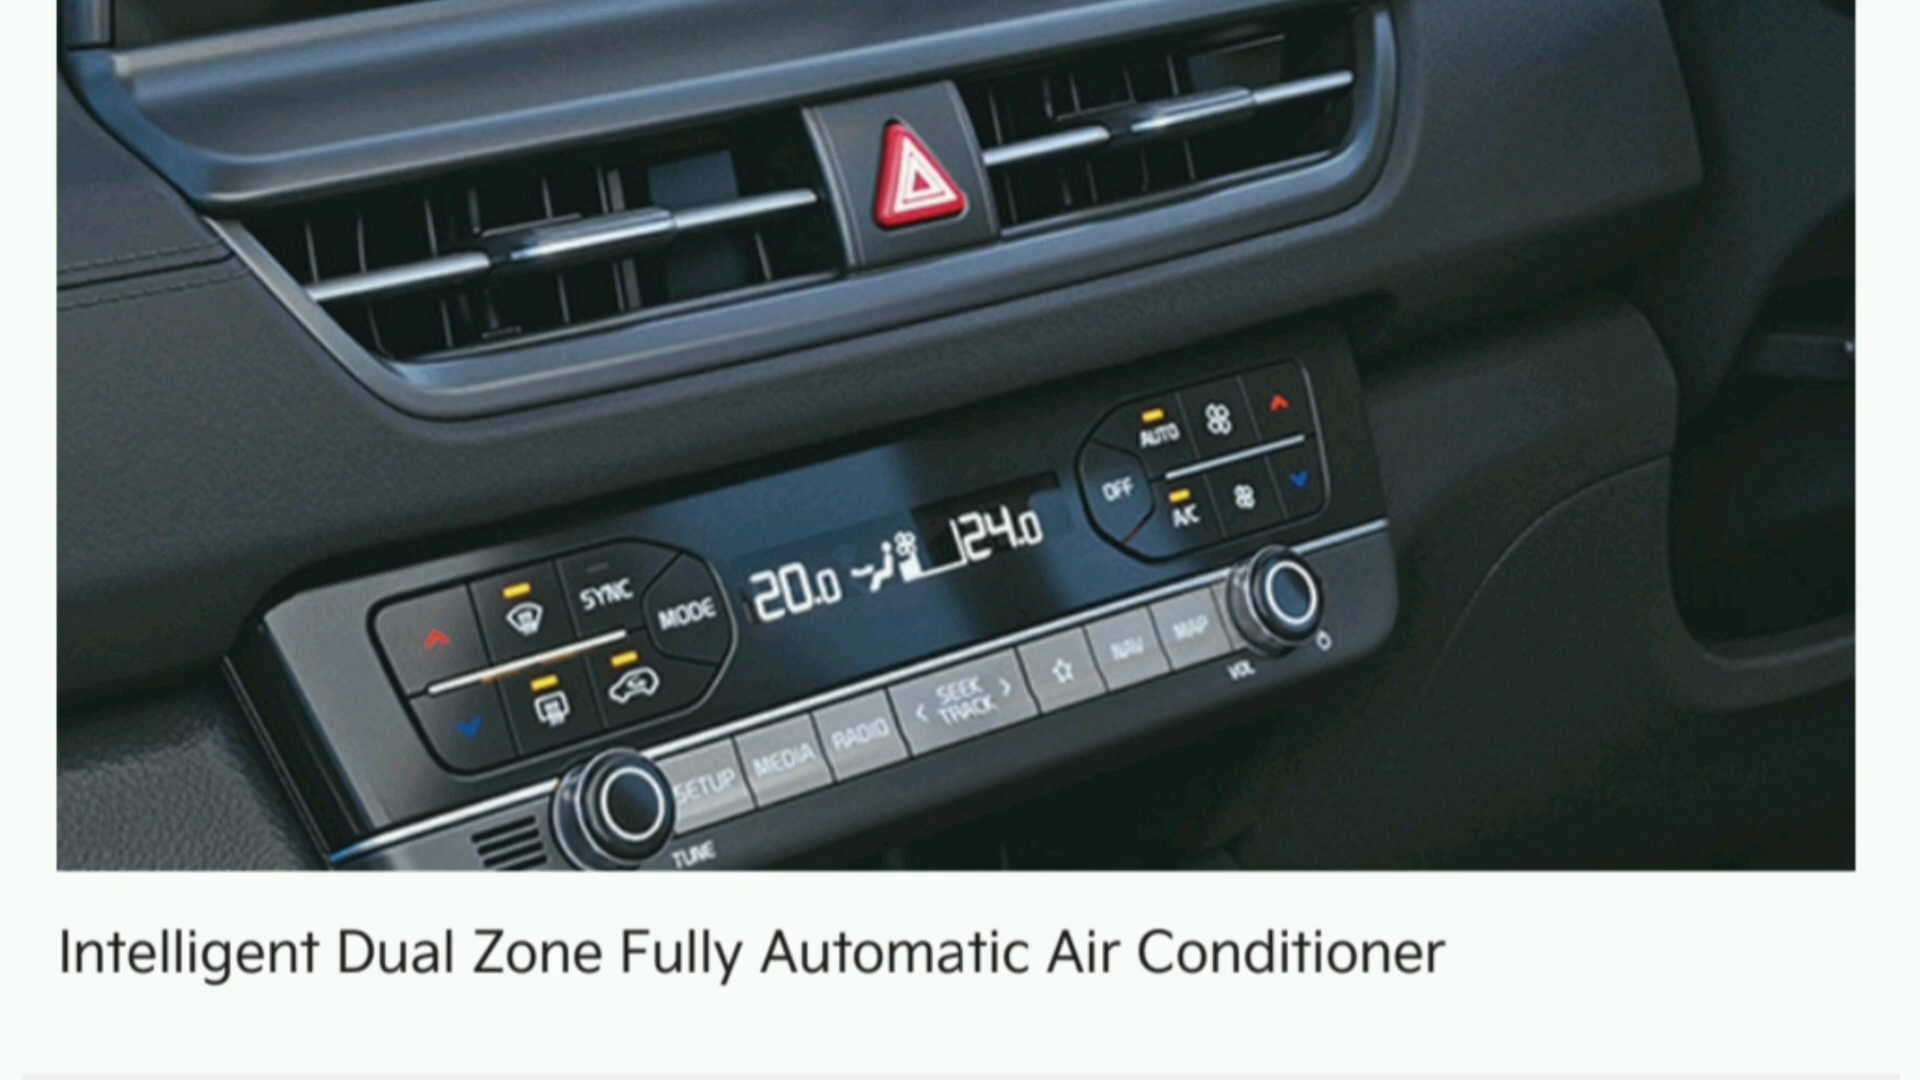 AUTO
OFF
A/C
20.0 24.0
SYNC
MODE
SETUP MEDIA RADIO < SEEK TRACK > NAV MAP
VOL
TUNE
Intelligent Dual Zone Fully Automatic Air Conditioner